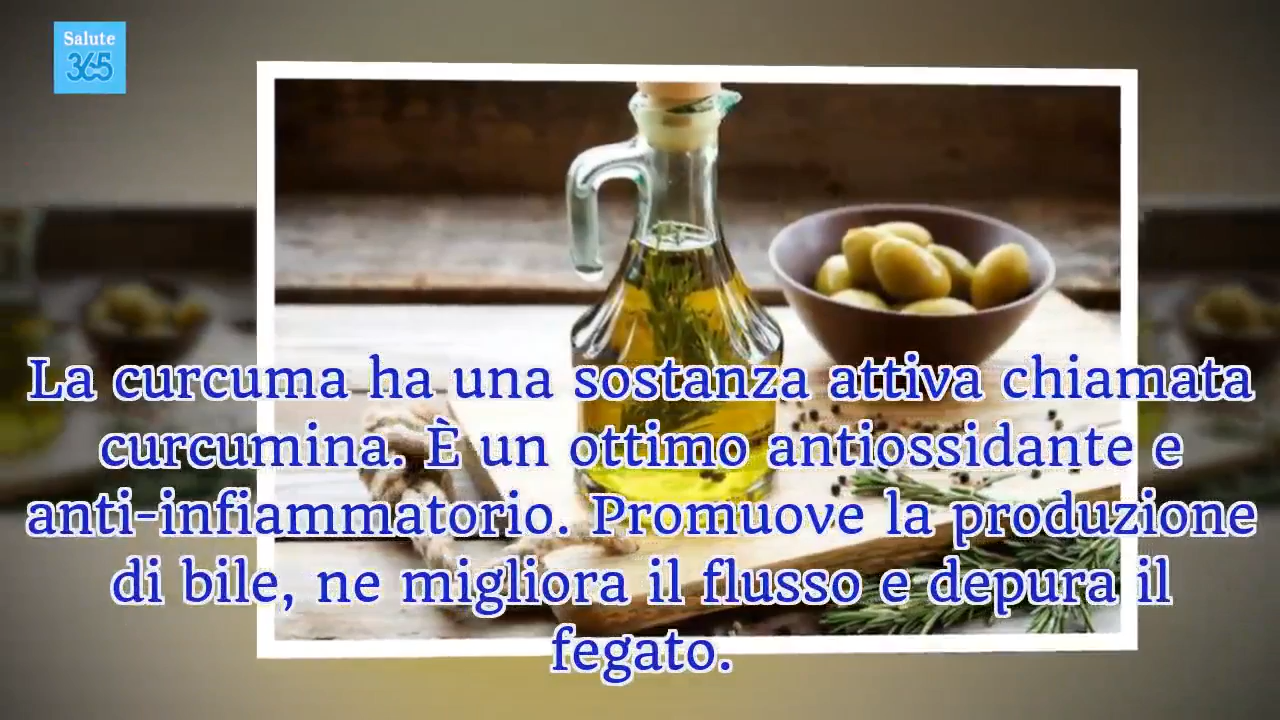 Salute
365
La curcuma ha una sostanza attiva chiamata
curcumina. È un ottimo antiossidante e
anti-infiammatorio. Promuove la produzione
di bile, ne migliora il flusso e depura il
fegato.